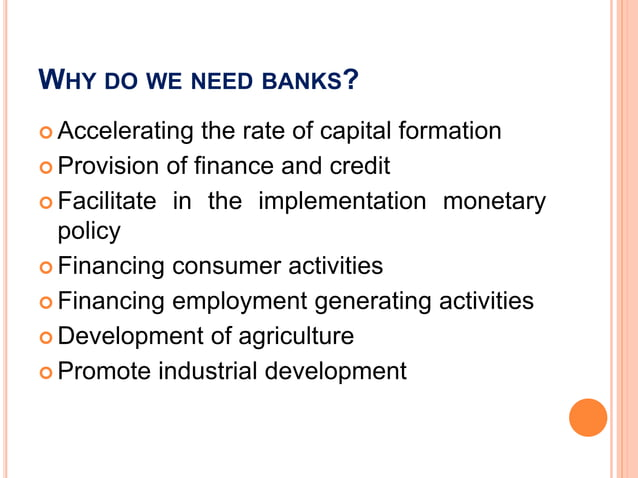 WHY DO WE NEED BANKS?
Accelerating the rate of capital formation
Provision of finance and credit
Facilitate in the implementation monetary
policy
Financing consumer activities
Financing employment generating activities
Development of agriculture
Promote industrial development